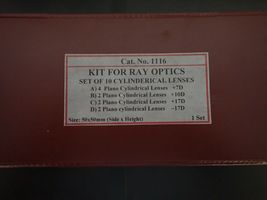 Cat. No. 1116
KIT FOR RAY OPTICS
SET OF 10 CYLINDERICAL LENSES
A) 4 Plano Cylindrical Lenses +7D
B) 2 Plano Cylindrical Lenses +10D
C) 2 Plano Cylindrical Lenses +17D
D) 2 Plano Cylindrical Lenses -17D
Size: 50x50mm (Side x Height) 1 Set